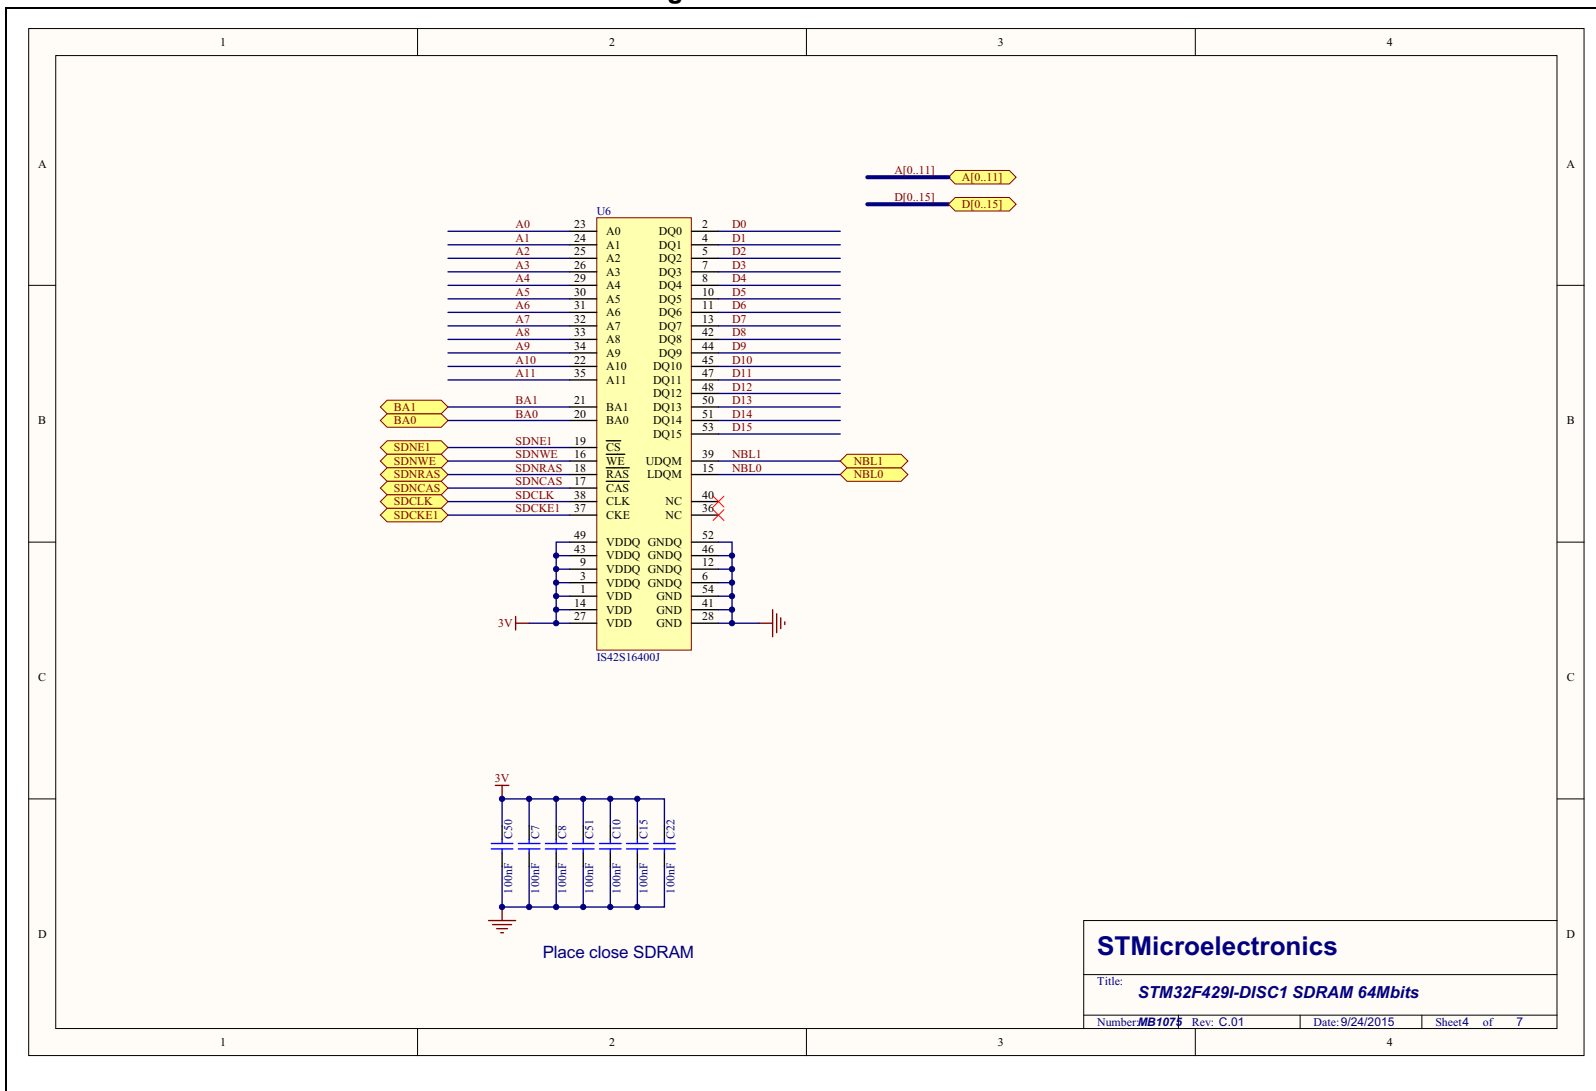 g
1 2 3 4
A A
A[0..11] A[0..11]
D[0..15] D[0..15]
U6
A0 23 A0 DQ0 2 D0
A1 24 A1 DQ1 4 D1
A2 25 A2 DQ2 5 D2
A3 26 A3 DQ3 7 D3
A4 29 A4 DQ4 8 D4
A5 30 A5 DQ5 10 D5
A6 31 A6 DQ6 11 D6
A7 32 A7 DQ7 13 D7
A8 33 A8 DQ8 42 D8
A9 34 A9 DQ9 44 D9
A10 22 A10 DQ10 45 D10
A11 35 A11 DQ11 47 D11
DQ12 48 D12
BA1 BA1 21 BA1 DQ13 50 D13
B BA0 BA0 20 BA0 DQ14 51 D14 B
DQ15 53 D15
SDNE1 SDNE1 19 CS
SDNWE SDNWE 16 WE UDQM 39 NBL1 NBL1
SDNRAS SDNRAS 18 RAS LDQM 15 NBL0 NBL0
SDNCAS SDNCAS 17 CAS
SDCLK SDCLK 38 CLK NC 40
SDCKE1 SDCKE1 37 CKE NC 36
49 VDDQ GNDQ 52
43 VDDQ GNDQ 46
9 VDDQ GNDQ 12
3 VDDQ GNDQ 6
1 VDD GND 54
14 VDD GND 41
3V 27 VDD GND 28
IS42S16400J
C C
3V
C50 C7 C8 C51 C10 C15 C22
100nF 100nF 100nF 100nF 100nF 100nF 100nF
D D
Place close SDRAM
STMicroelectronics
Title: STM32F429I-DISC1 SDRAM 64Mbits
Number:MB1075 Rev: C.01 Date:9/24/2015 Sheet4 of 7
1 2 3 4